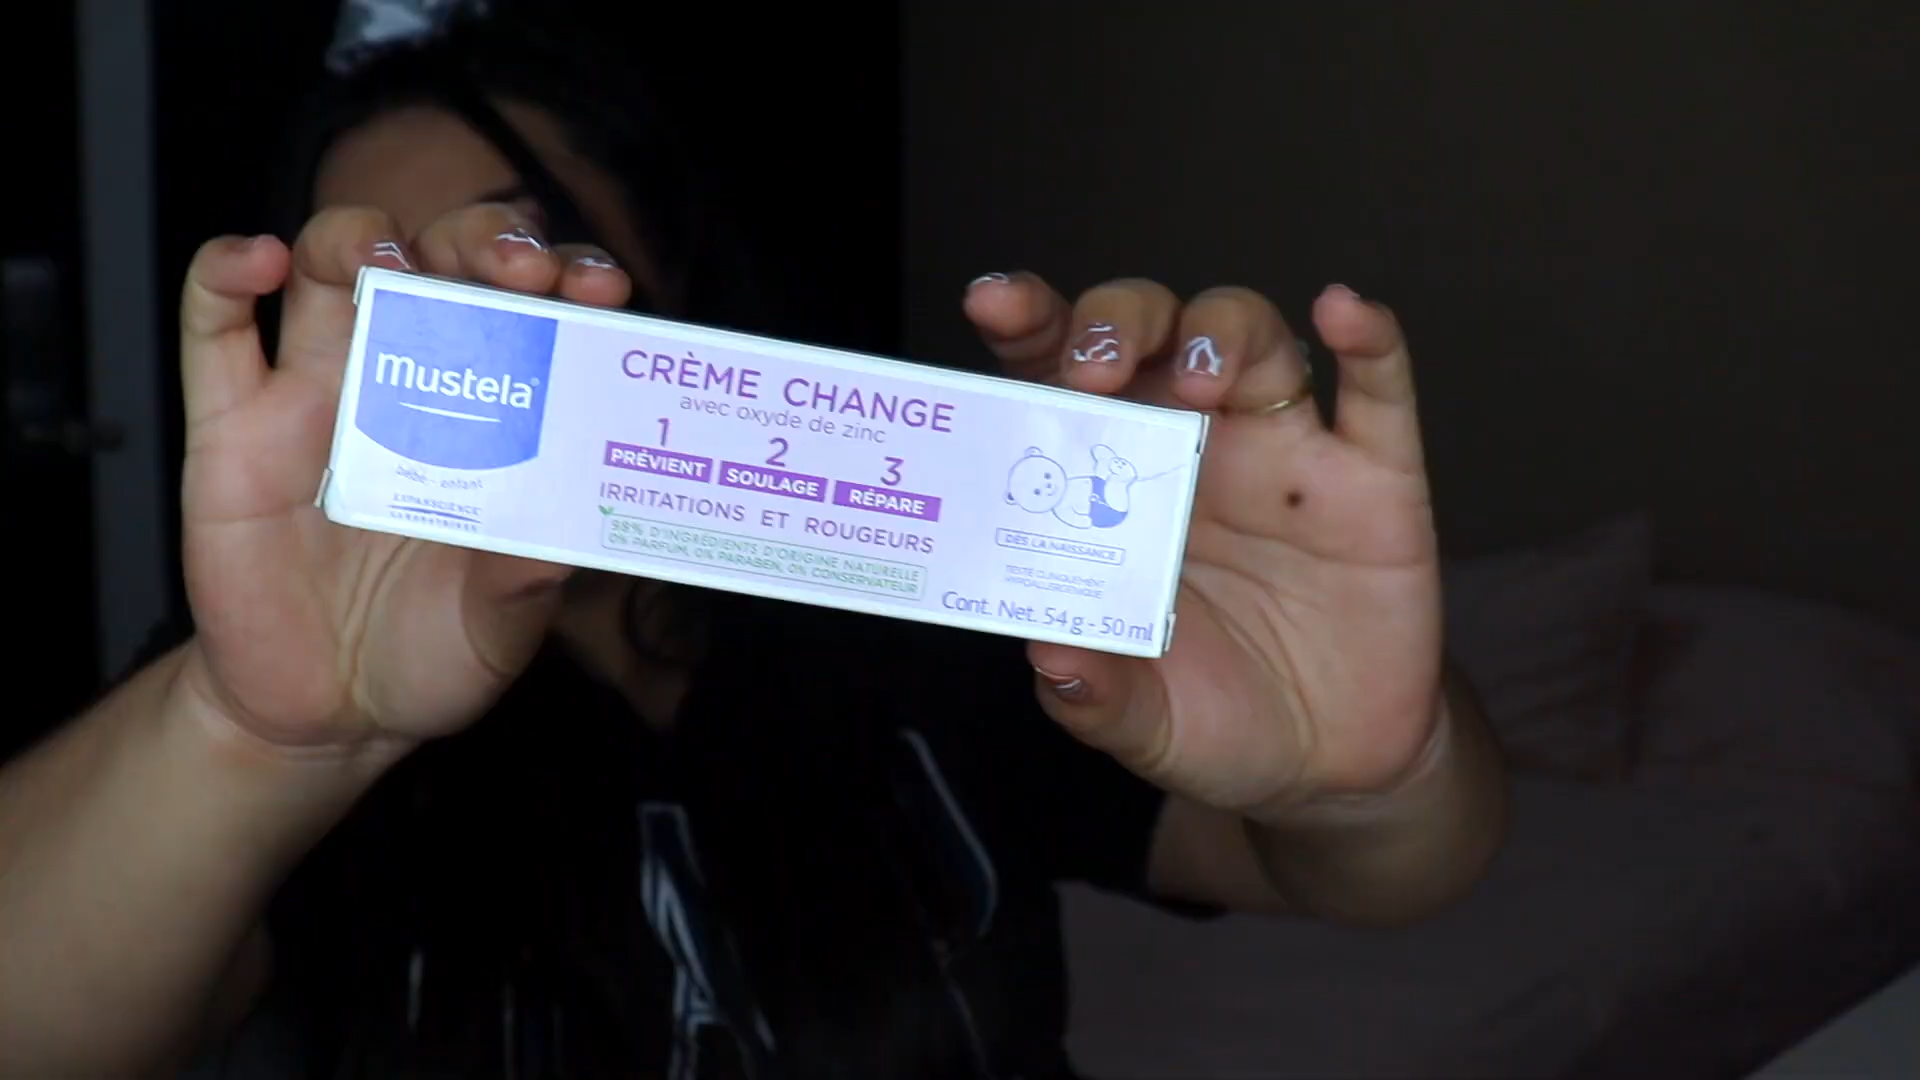 mustela
bébé - enfant
EXPANSCIENCE
LABORATOIRES
CRÈME CHANGE
avec oxyde de zinc
1 2 3
PRÉVIENT SOULAGE RÉPARE
IRRITATIONS ET ROUGEURS
98% D'INGRÉDIENTS D'ORIGINE NATURELLE
0% PARFUM, 0% PARABEN, 0% CONSERVATEUR
DÈS LA NAISSANCE
TESTÉ CLINIQUEMENT
HYPOALLERGÉNIQUE
Cont. Net. 54 g - 50 ml